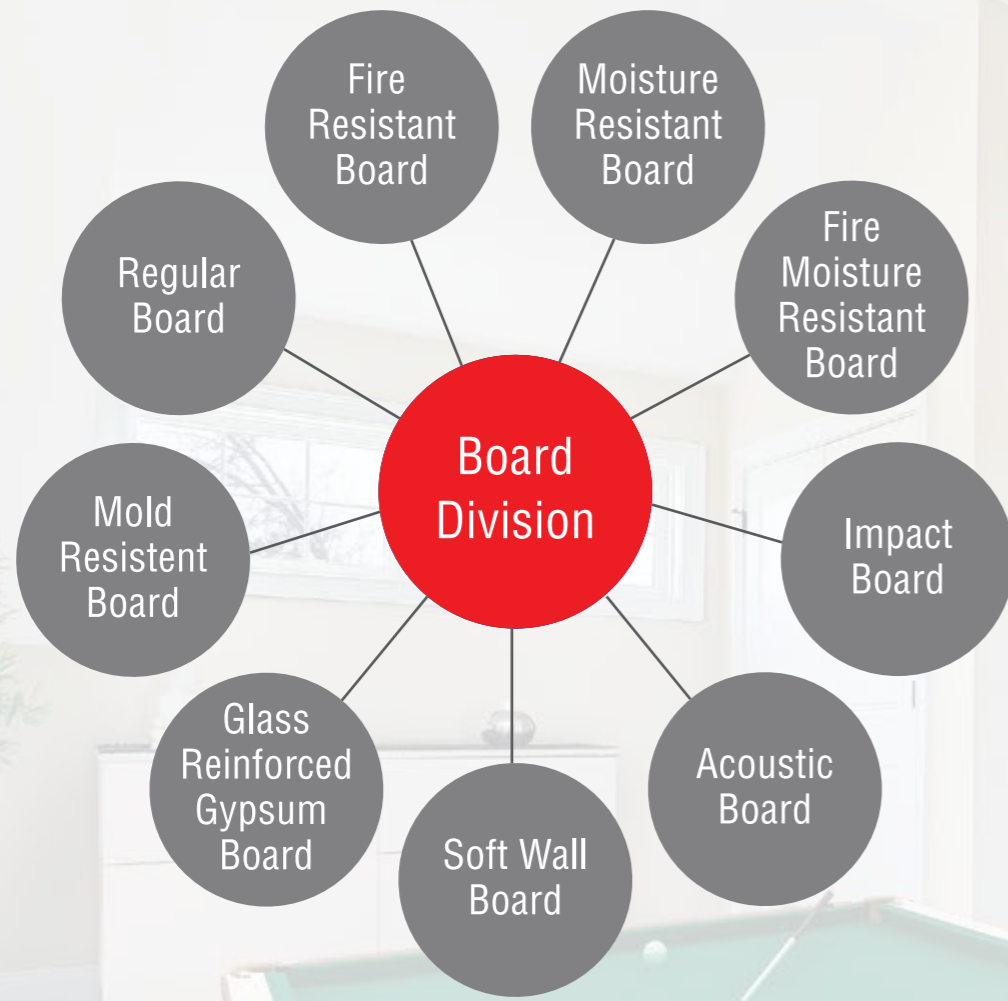 Fire
Resistant
Board
Moisture
Resistant
Board
Fire
Moisture
Resistant
Board
Regular
Board
Board
Division
Mold
Resistent
Board
Impact
Board
Glass
Reinforced
Gypsum
Board
Acoustic
Board
Soft Wall
Board